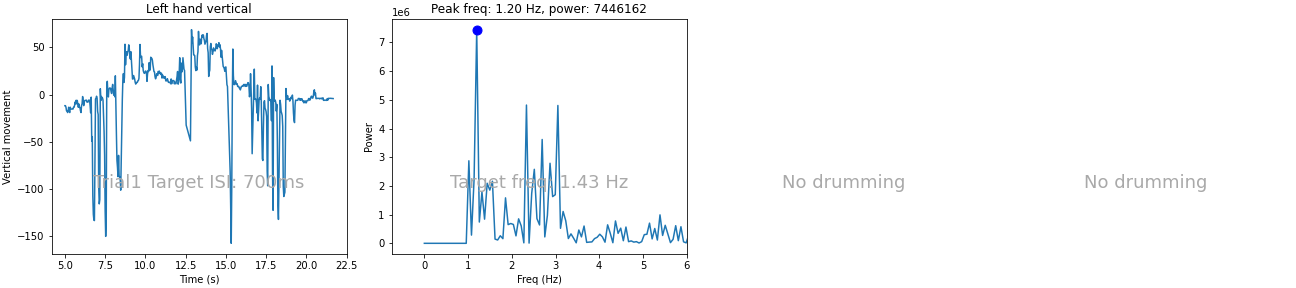 Left hand vertical
Vertical movement
50
0
−50
−100
−150
Trial1 Target ISI: 700ms
5.0 7.5 10.0 12.5 15.0 17.5 20.0 22.5
Time (s)
1e6
Peak freq: 1.20 Hz, power: 7446162
Power
7
6
5
4
3
2
1
0
Target freq: 1.43 Hz
0 1 2 3 4 5 6
Freq (Hz)
No drumming
No drumming